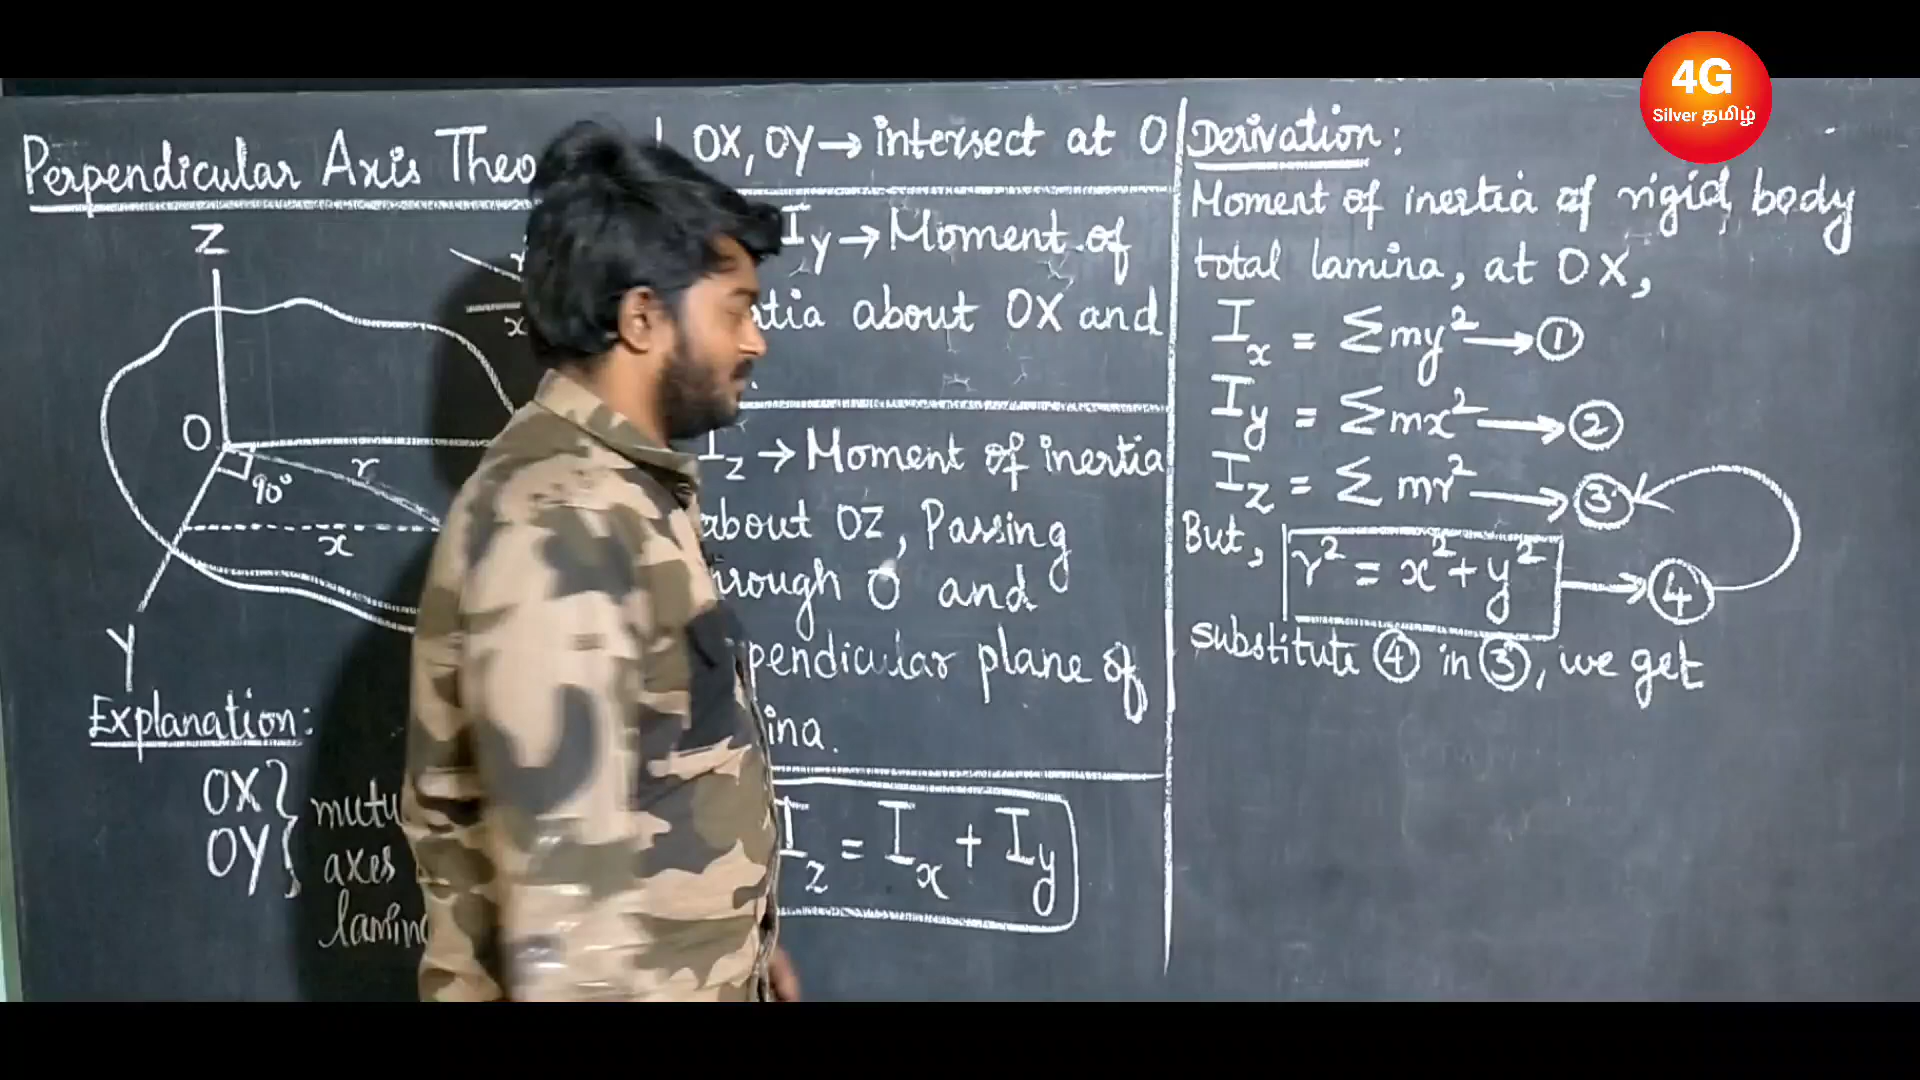 4G
Silver தமிழ்
Perpendicular Axis Theo
Z
O
r
90°
x
Y
x
Explanation:
OX
OY
mutu
axes
lamin
OX, OY → intersect at O
Iy → Moment of
tia about OX and
Iz → Moment of inertia
about OZ, Passing
hrough O and
pendicular plane of
ina.
Iz = Ix + Iy
Derivation:
Moment of inertia of rigid body
total lamina, at OX,
Ix = Σmy² → ①
Iy = Σmx² → ②
Iz = Σmr² → ③
But, r² = x² + y² → ④
substitute ④ in ③, we get